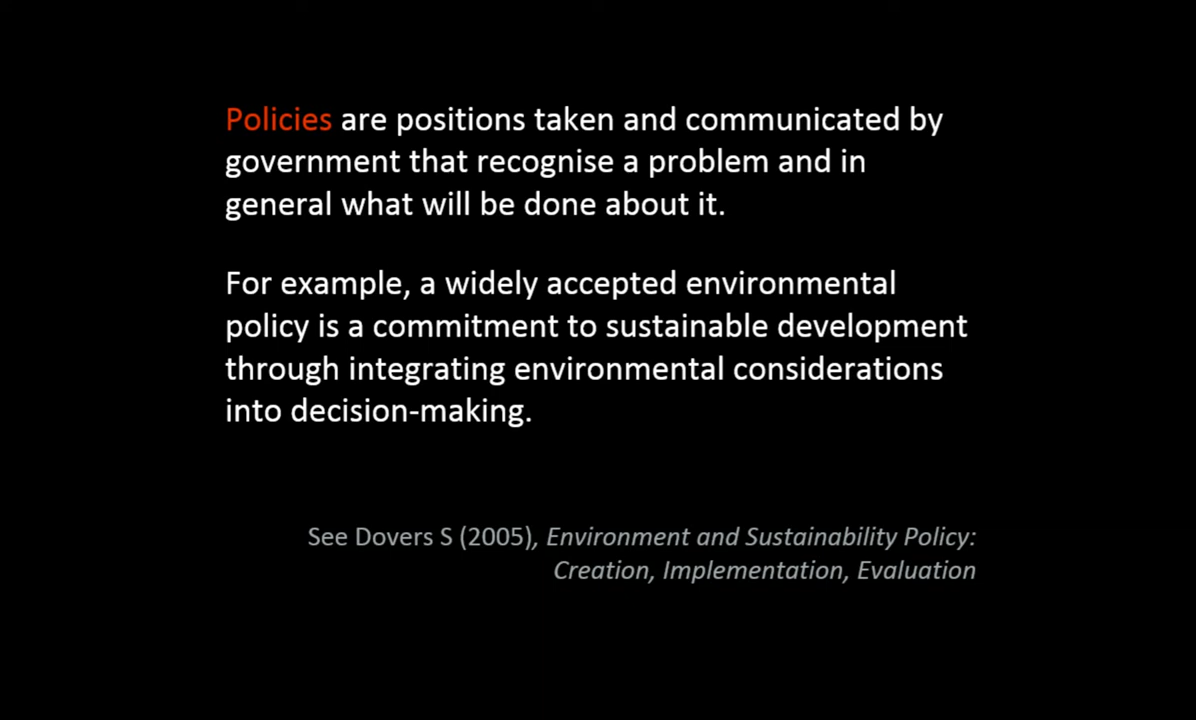 Policies are positions taken and communicated by
government that recognise a problem and in
general what will be done about it.
For example, a widely accepted environmental
policy is a commitment to sustainable development
through integrating environmental considerations
into decision-making.
See Dovers S (2005), Environment and Sustainability Policy:
Creation, Implementation, Evaluation